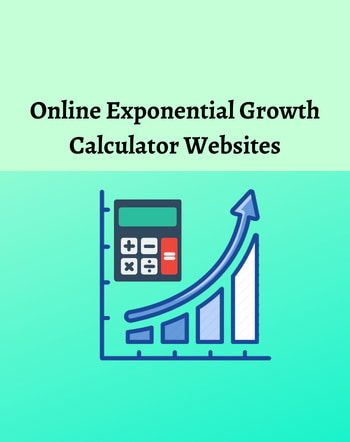 Online Exponential Growth
Calculator Websites
+ −
× ÷ =